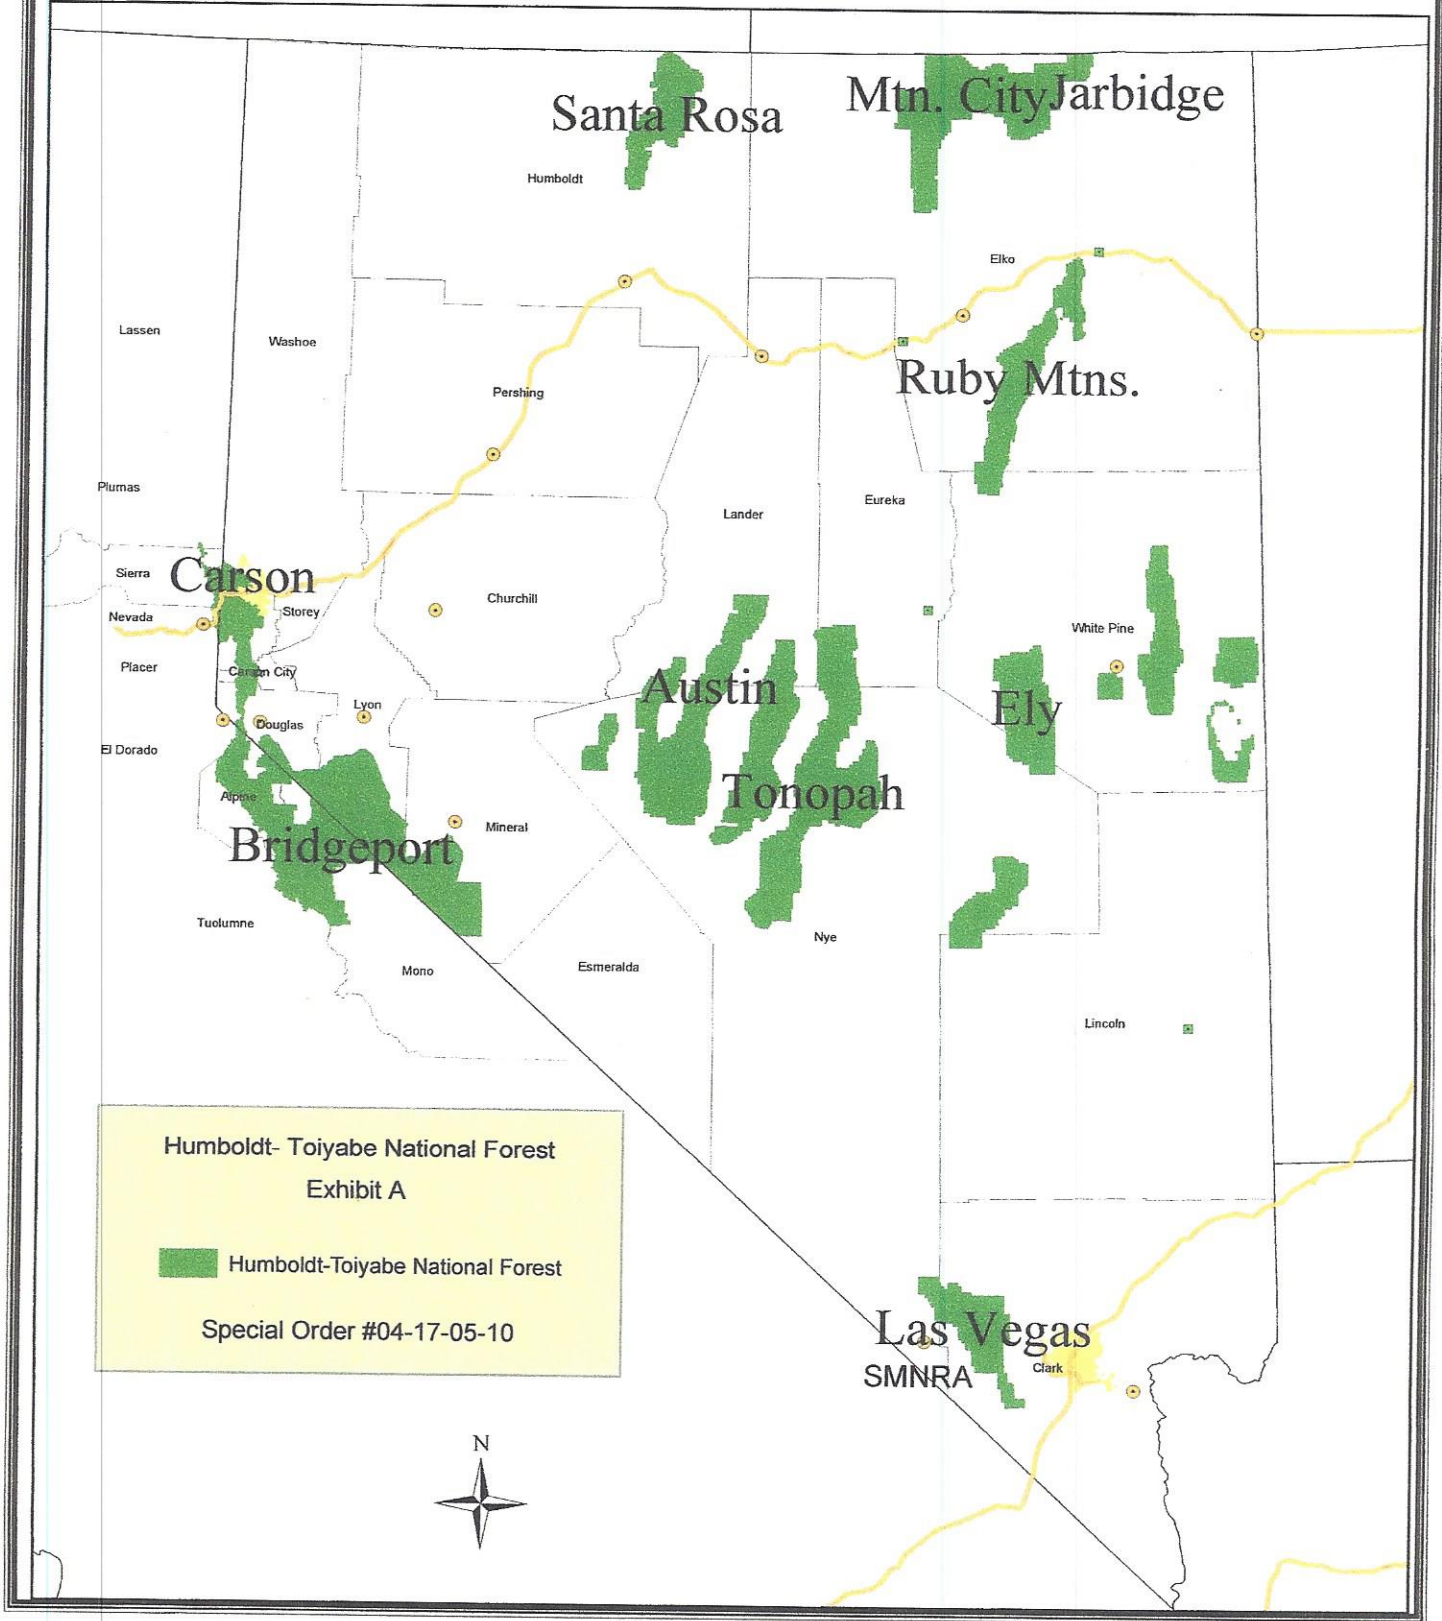 Santa Rosa
Mtn. City
Jarbidge
Humboldt
Elko
Lassen
Washoe
Pershing
Ruby Mtns.
Plumas
Lander
Eureka
Sierra
Carson
Nevada
Storey
Churchill
White Pine
Placer
Carson City
Austin
Lyon
Douglas
Ely
El Dorado
Alpine
Tonopah
Bridgeport
Mineral
Tuolumne
Mono
Esmeralda
Nye
Lincoln
Humboldt- Toiyabe National Forest
Exhibit A
Humboldt-Toiyabe National Forest
Special Order #04-17-05-10
Las Vegas
SMNRA
Clark
N